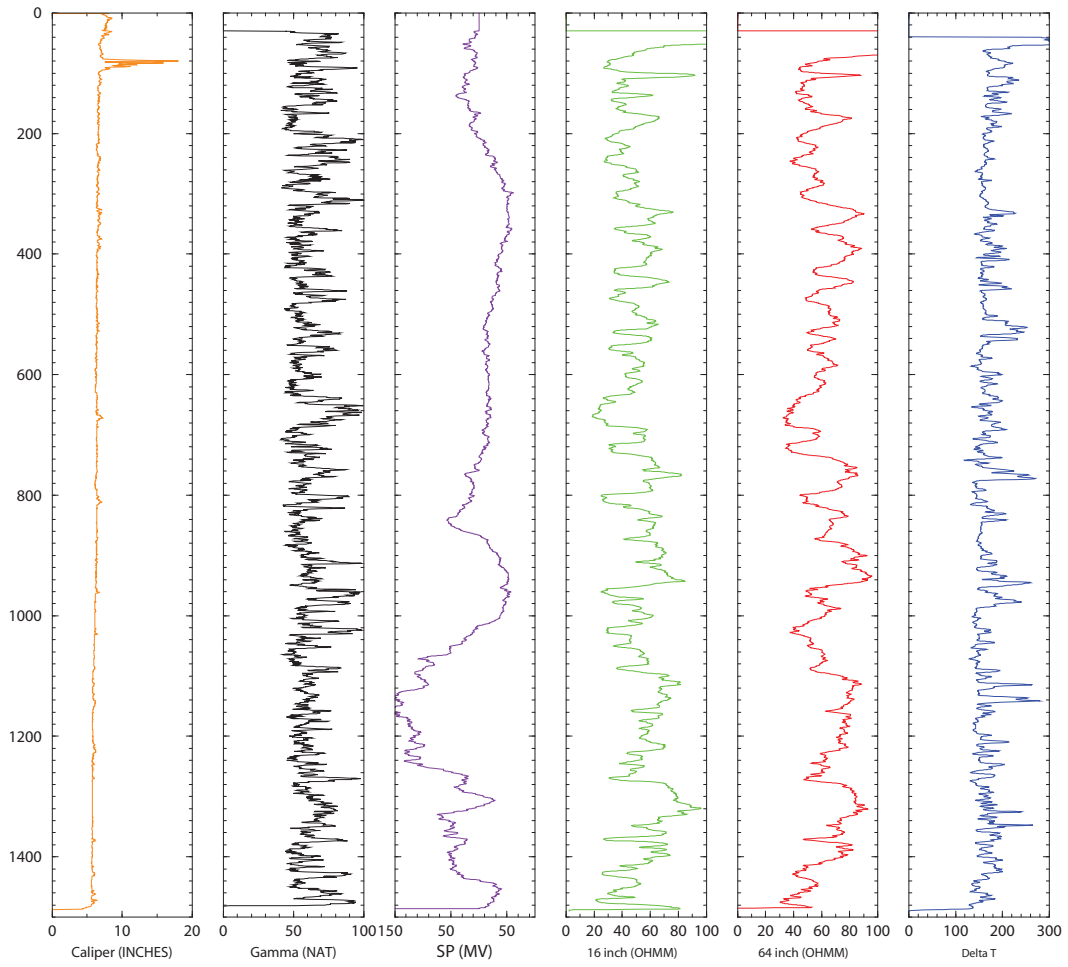 0
200
400
600
800
1000
1200
1400
0 10 20
0 50 100
150 50 50
0 20 40 60 80 100
0 20 40 60 80 100
0 100 200 300
Caliper (INCHES)
Gamma (NAT)
SP (MV)
16 inch (OHMM)
64 inch (OHMM)
Delta T